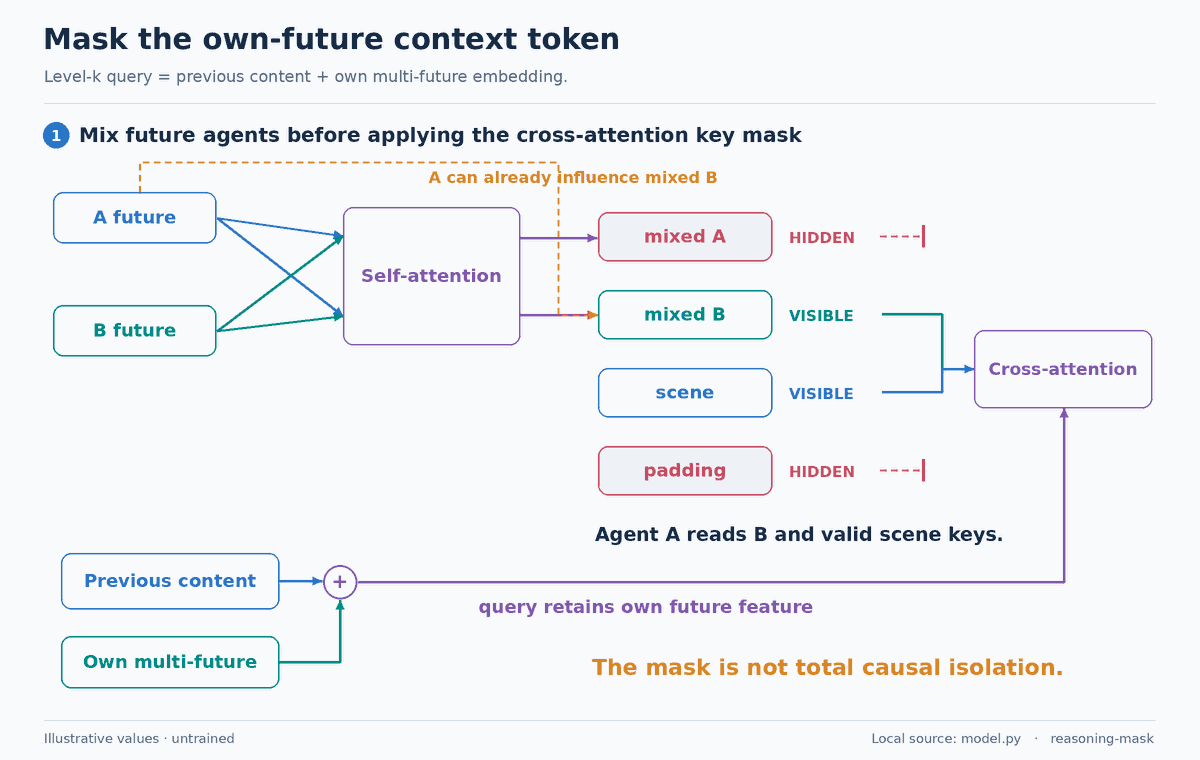 Mask the own-future context token
Level-k query = previous content + own multi-future embedding.
1 Mix future agents before applying the cross-attention key mask
A can already influence mixed B
A future
B future
Self-attention
mixed A
HIDDEN
mixed B
VISIBLE
scene
VISIBLE
padding
HIDDEN
Cross-attention
Agent A reads B and valid scene keys.
Previous content
+
query retains own future feature
Own multi-future
The mask is not total causal isolation.
Illustrative values · untrained
Local source: model.py · reasoning-mask